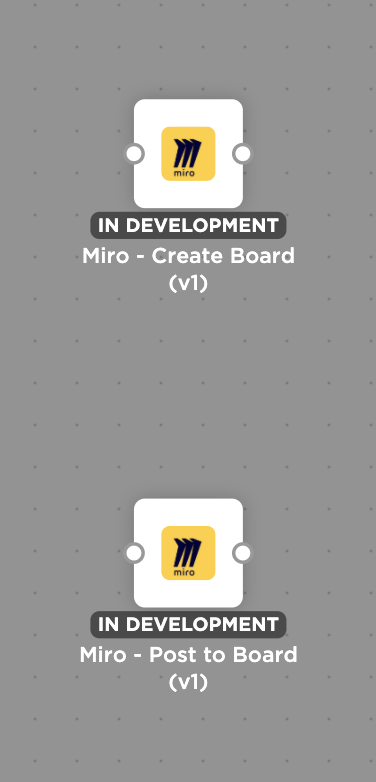 miro
IN DEVELOPMENT
Miro - Create Board
(v1)
miro
IN DEVELOPMENT
Miro - Post to Board
(v1)